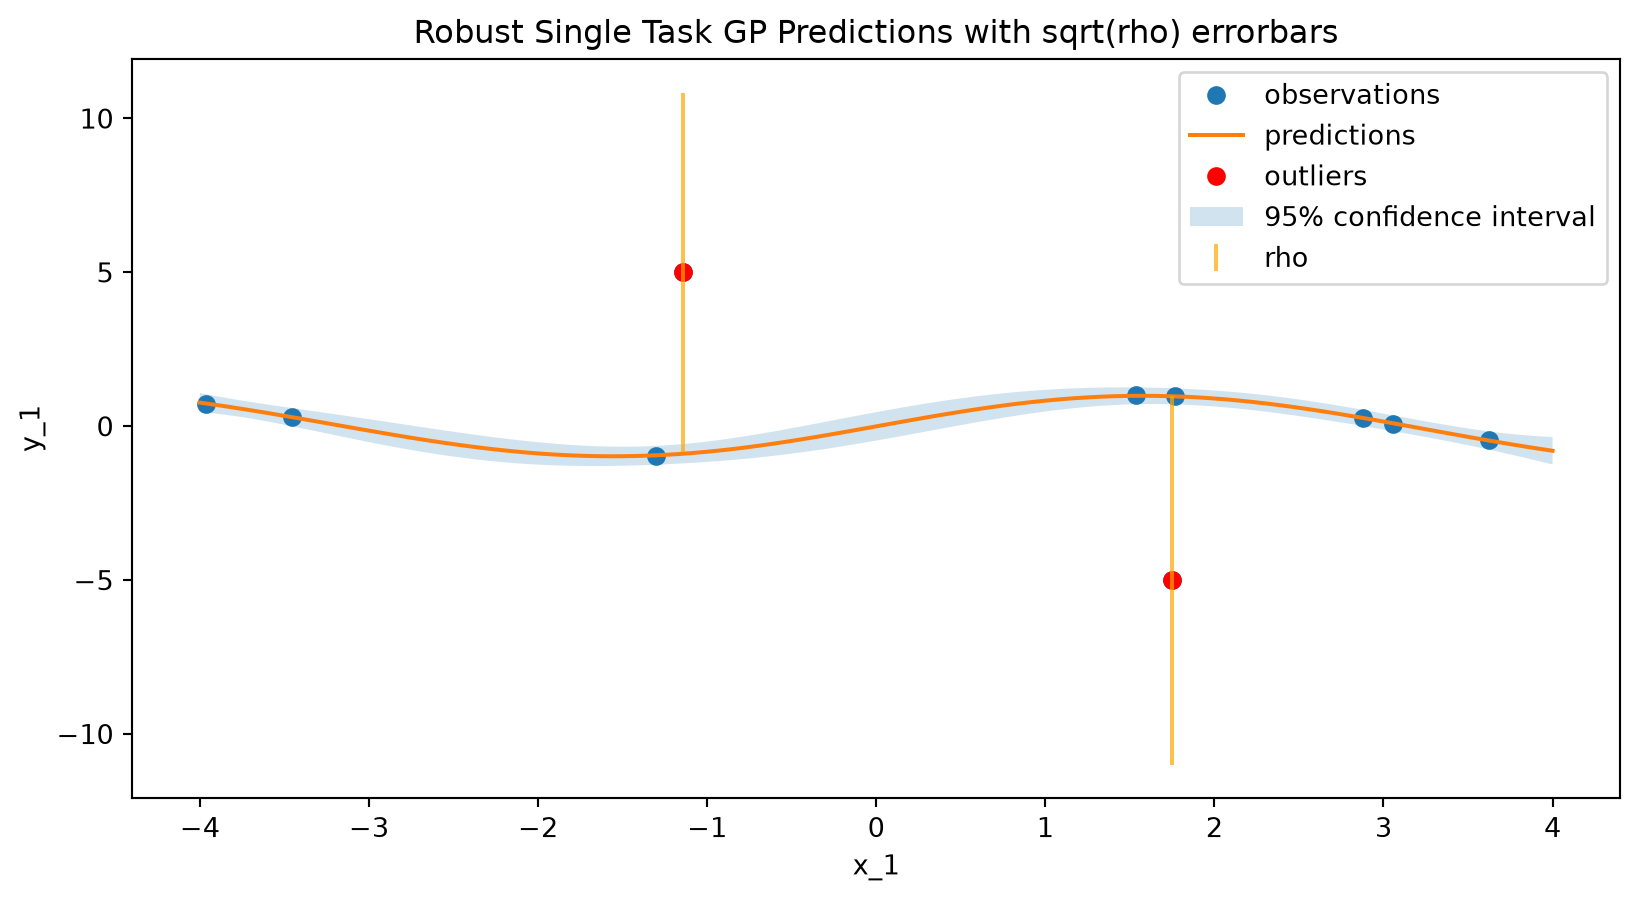 Robust Single Task GP Predictions with sqrt(rho) errorbars
observations
predictions
outliers
95% confidence interval
rho
10
5
0
−5
−10
y_1
−4 −3 −2 −1 0 1 2 3 4
x_1